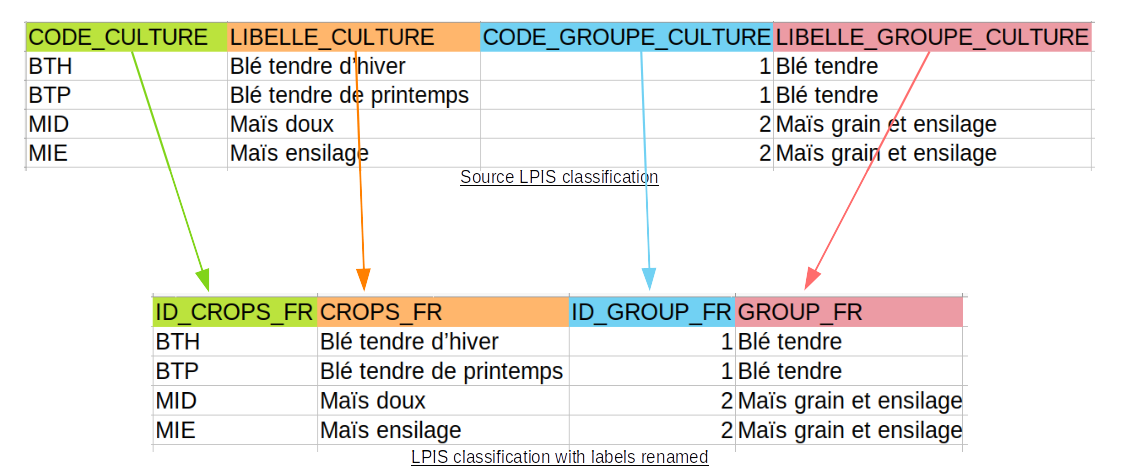 CODE_CULTURE LIBELLE_CULTURE CODE_GROUPE_CULTURE LIBELLE_GROUPE_CULTURE
BTH Blé tendre d’hiver 1 Blé tendre
BTP Blé tendre de printemps 1 Blé tendre
MID Maïs doux 2 Maïs grain et ensilage
MIE Maïs ensilage 2 Maïs grain et ensilage
Source LPIS classification
ID_CROPS_FR CROPS_FR ID_GROUP_FR GROUP_FR
BTH Blé tendre d’hiver 1 Blé tendre
BTP Blé tendre de printemps 1 Blé tendre
MID Maïs doux 2 Maïs grain et ensilage
MIE Maïs ensilage 2 Maïs grain et ensilage
LPIS classification with labels renamed